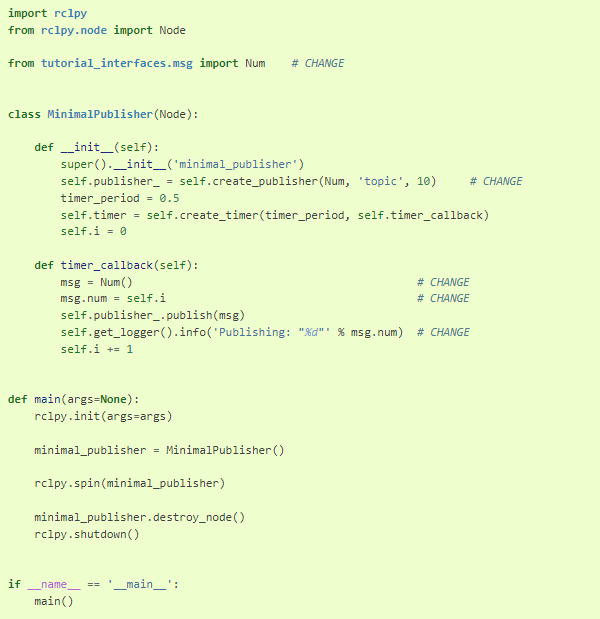 import rclpy
from rclpy.node import Node
from tutorial_interfaces.msg import Num    # CHANGE
class MinimalPublisher(Node):
    def __init__(self):
        super().__init__('minimal_publisher')
        self.publisher_ = self.create_publisher(Num, 'topic', 10)     # CHANGE
        timer_period = 0.5
        self.timer = self.create_timer(timer_period, self.timer_callback)
        self.i = 0
    def timer_callback(self):
        msg = Num()                                           # CHANGE
        msg.num = self.i                                      # CHANGE
        self.publisher_.publish(msg)
        self.get_logger().info('Publishing: "%d"' % msg.num)  # CHANGE
        self.i += 1
def main(args=None):
    rclpy.init(args=args)
    minimal_publisher = MinimalPublisher()
    rclpy.spin(minimal_publisher)
    minimal_publisher.destroy_node()
    rclpy.shutdown()
if __name__ == '__main__':
    main()